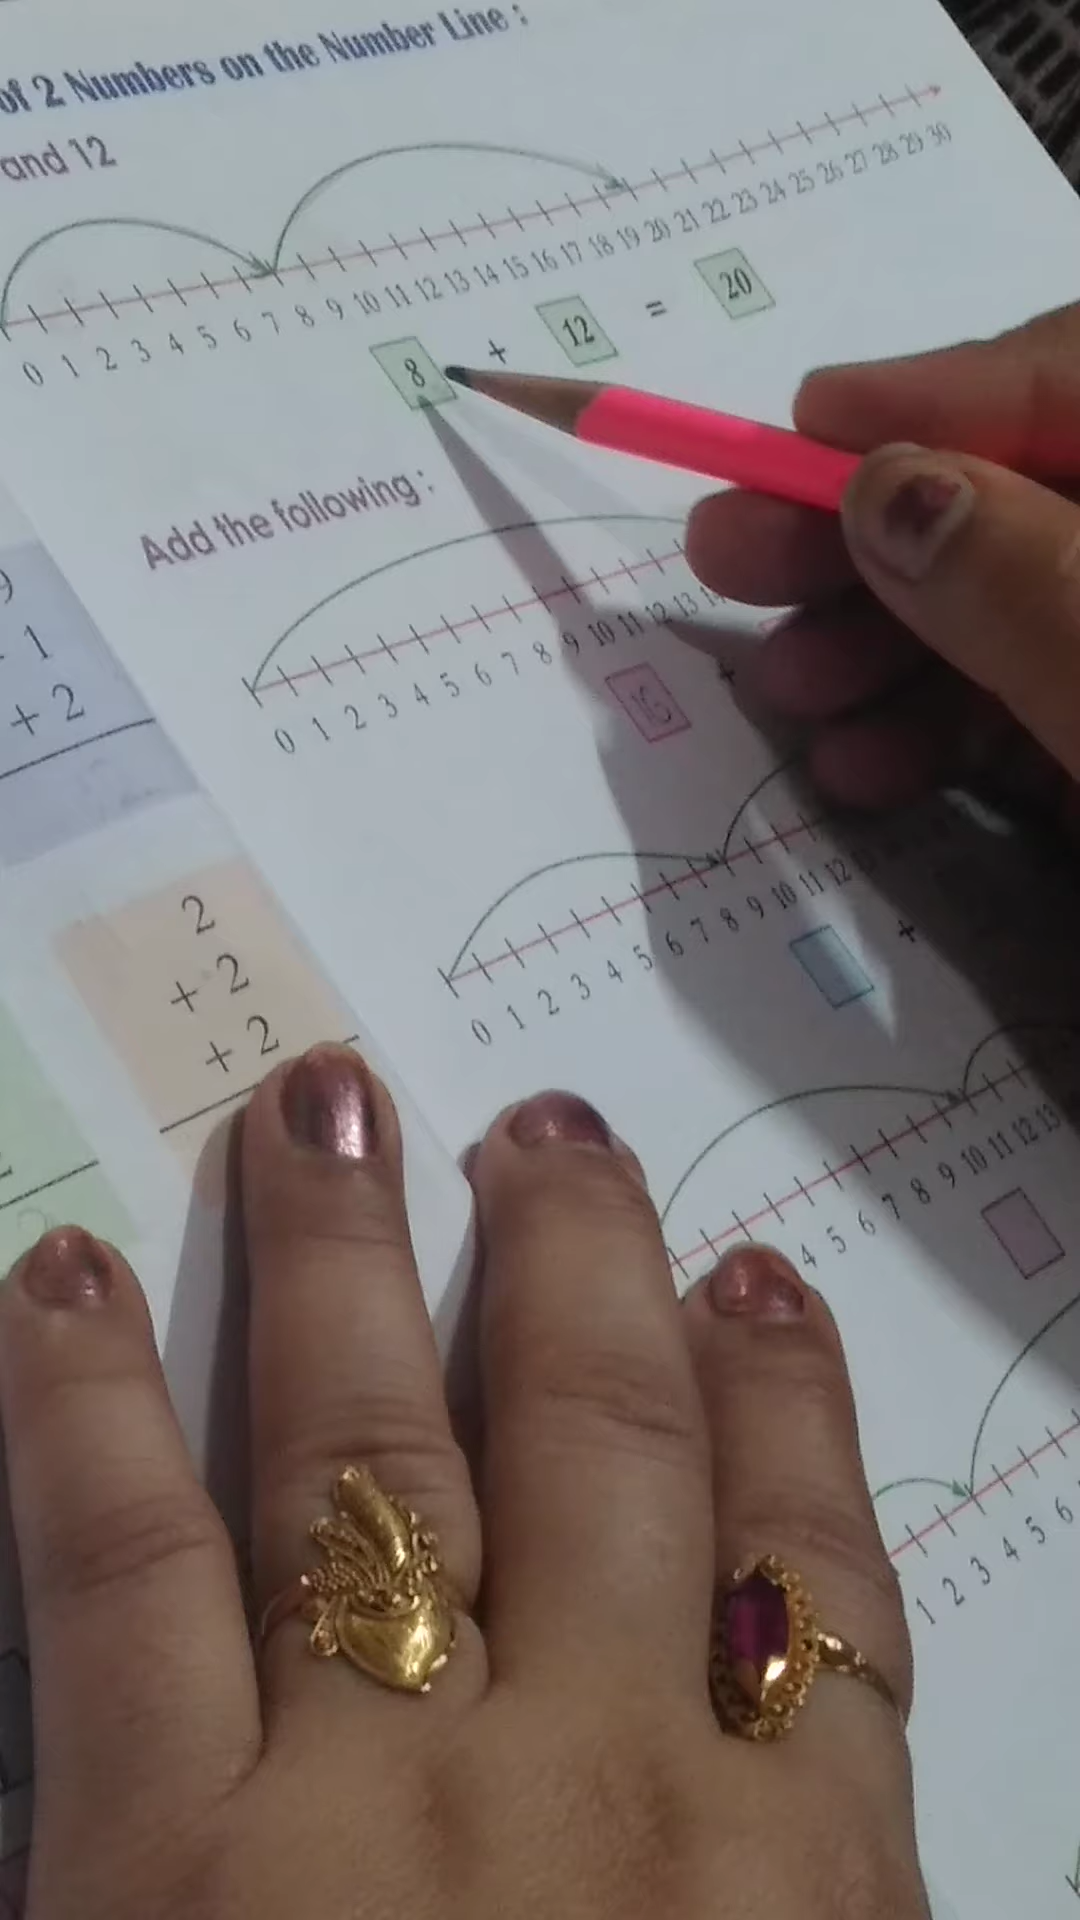 of 2 Numbers on the Number Line :
and 12
0 1 2 3 4 5 6 7 8 9 10 11 12 13 14 15 16 17 18 19 20 21 22 23 24 25 26 27 28 29 30
8 + 12 = 20
Add the following :
0 1 2 3 4 5 6 7 8 9 10 11 12 13 14
+
1
+ 2
0 1 2 3 4 5 6 7 8 9 10 11 12
+
2
+ 2
+ 2
4 5 6 7 8 9 10 11 12 13
1 2 3 4 5 6